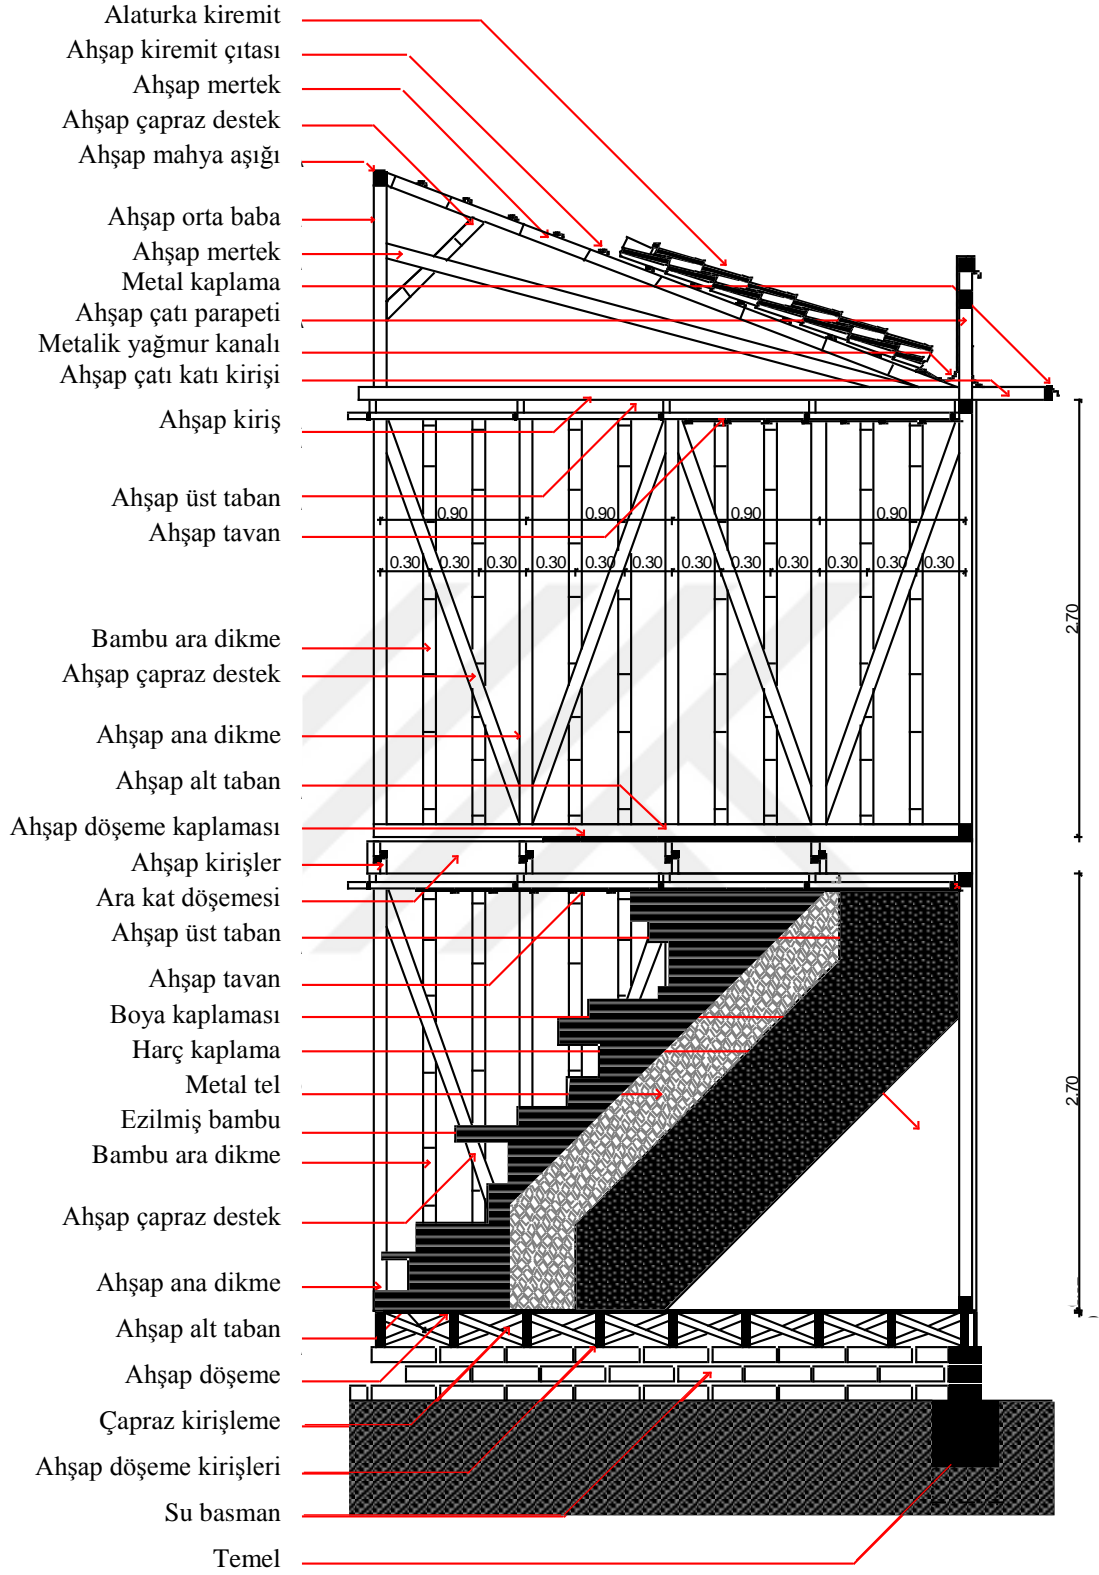 Alaturka kiremit
Ahşap kiremit çıtası
Ahşap mertek
Ahşap çapraz destek
Ahşap mahya aşığı
Ahşap orta baba
Ahşap mertek
Metal kaplama
Ahşap çatı parapeti
Metalik yağmur kanalı
Ahşap çatı katı kirişi
Ahşap kiriş
Ahşap üst taban
Ahşap tavan
0.90 0.90 0.90 0.90
0.30 0.30 0.30 0.30 0.30 0.30 0.30 0.30 0.30 0.30 0.30 0.30
2.70
Bambu ara dikme
Ahşap çapraz destek
Ahşap ana dikme
Ahşap alt taban
Ahşap döşeme kaplaması
Ahşap kirişler
Ara kat döşemesi
Ahşap üst taban
Ahşap tavan
Boya kaplaması
Harç kaplama
Metal tel
2.70
Ezilmiş bambu
Bambu ara dikme
Ahşap çapraz destek
Ahşap ana dikme
Ahşap alt taban
Ahşap döşeme
Çapraz kirişleme
Ahşap döşeme kirişleri
Su basman
Temel